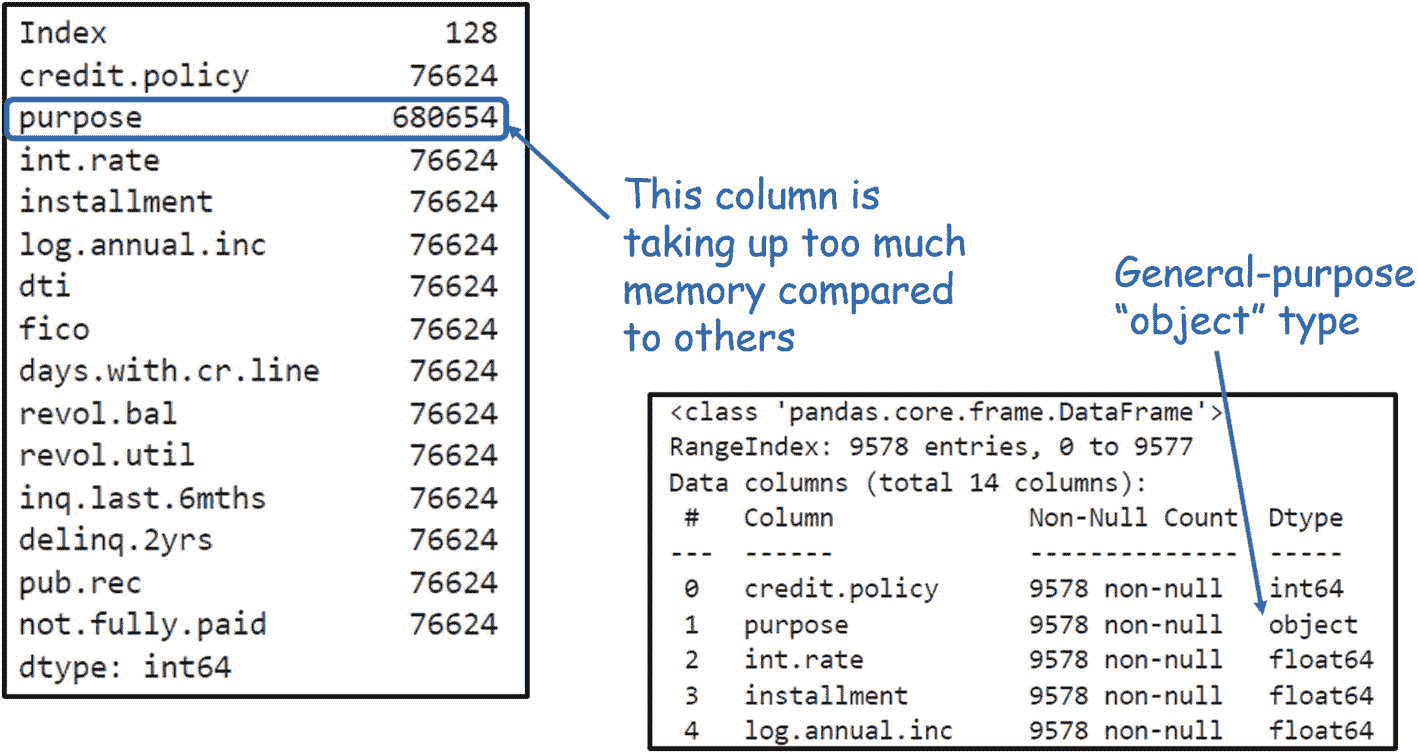 Index 128
credit.policy 76624
purpose 680654
int.rate 76624
installment 76624
log.annual.inc 76624
dti 76624
fico 76624
days.with.cr.line 76624
revol.bal 76624
revol.util 76624
inq.last.6mths 76624
delinq.2yrs 76624
pub.rec 76624
not.fully.paid 76624
dtype: int64
This column is
taking up too much
memory compared
to others
General-purpose
“object” type
<class 'pandas.core.frame.DataFrame'>
RangeIndex: 9578 entries, 0 to 9577
Data columns (total 14 columns):
# Column Non-Null Count Dtype
--- ------ -------------- -----
0 credit.policy 9578 non-null int64
1 purpose 9578 non-null object
2 int.rate 9578 non-null float64
3 installment 9578 non-null float64
4 log.annual.inc 9578 non-null float64